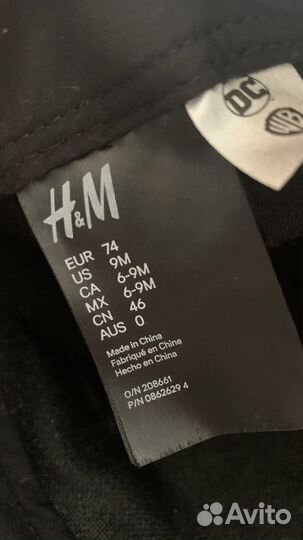 DC
WB
H&M
EUR 74
US 9M
CA 6-9M
MX 6-9M
CN 46
AUS 0
Made in China
Fabriqué en Chine
Hecho en China
O/N 208661
P/N 0862629 4
Avito